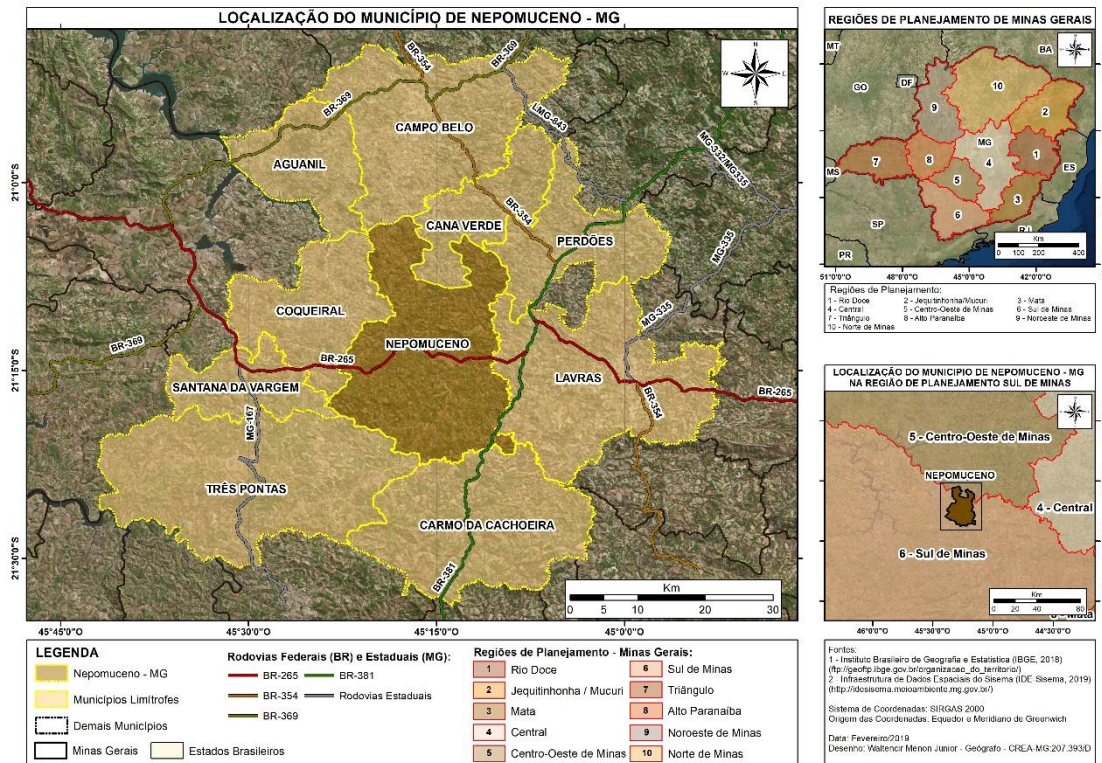 LOCALIZAÇÃO DO MUNICÍPIO DE NEPOMUCENO - MG
N
W E
S
BR-354
BR-369
BR-369
LMG-843
CAMPO BELO
AGUANIL
MG-332/MG335
BR-354
CANA VERDE
PERDÕES
MG-335
COQUEIRAL
MG-335
BR-369
NEPOMUCENO
BR-265
LAVRAS
SANTANA DA VARGEM
BR-354
BR-265
MG-167
TRÊS PONTAS
CARMO DA CACHOEIRA
BR-381
Km
0 5 10 20 30
21°0'0"S
21°15'0"S
21°30'0"S
45°45'0"O 45°30'0"O 45°15'0"O 45°0'0"O
REGIÕES DE PLANEJAMENTO DE MINAS GERAIS
MT
BA
GO
DF
10
9
2
MG
7
8
4
1
ES
MS
5
3
6
SP
RJ
PR
Km
0 100 200 400
51°0'0"O 48°0'0"O 45°0'0"O 42°0'0"O
Regiões de Planejamento:
1 - Rio Doce 2 - Jequitinhonha/Mucuri 3 - Mata
4 - Central 5 - Centro-Oeste de Minas 6 - Sul de Minas
7 - Triângulo 8 - Alto Paranaíba 9 - Noroeste de Minas
10 - Norte de Minas
LOCALIZAÇÃO DO MUNICIPIO DE NEPOMUCENO - MG
NA REGIÃO DE PLANEJAMENTO SUL DE MINAS
5 - Centro-Oeste de Minas
NEPOMUCENO
4 - Central
6 - Sul de Minas
Km
0 20 40 80
46°0'0"O 45°30'0"O 45°0'0"O 44°30'0"O
LEGENDA
Nepomuceno - MG
Municípios Limítrofes
Demais Municípios
Minas Gerais Estados Brasileiros
Rodovias Federais (BR) e Estaduais (MG):
BR-265 BR-381
BR-354 Rodovias Estaduais
BR-369
Regiões de Planejamento - Minas Gerais:
1 Rio Doce 6 Sul de Minas
2 Jequitinhonha / Mucuri 7 Triângulo
3 Mata 8 Alto Paranaíba
4 Central 9 Noroeste de Minas
5 Centro-Oeste de Minas 10 Norte de Minas
Fontes:
1 - Instituto Brasileiro de Geografia e Estatística (IBGE, 2018)
(ftp://geoftp.ibge.gov.br/organizacao_do_territorio/)
2 - Infraestrutura de Dados Espaciais do Sisema (IDE-Sisema, 2019)
(http://idesisema.meioambiente.mg.gov.br/)
Sistema de Coordenadas: SIRGAS 2000
Origem das Coordenadas: Equador e Meridiano de Greenwich
Data: Fevereiro/2019
Desenho: Waltencir Menon Junior - Geógrafo - CREA-MG:207.393/D